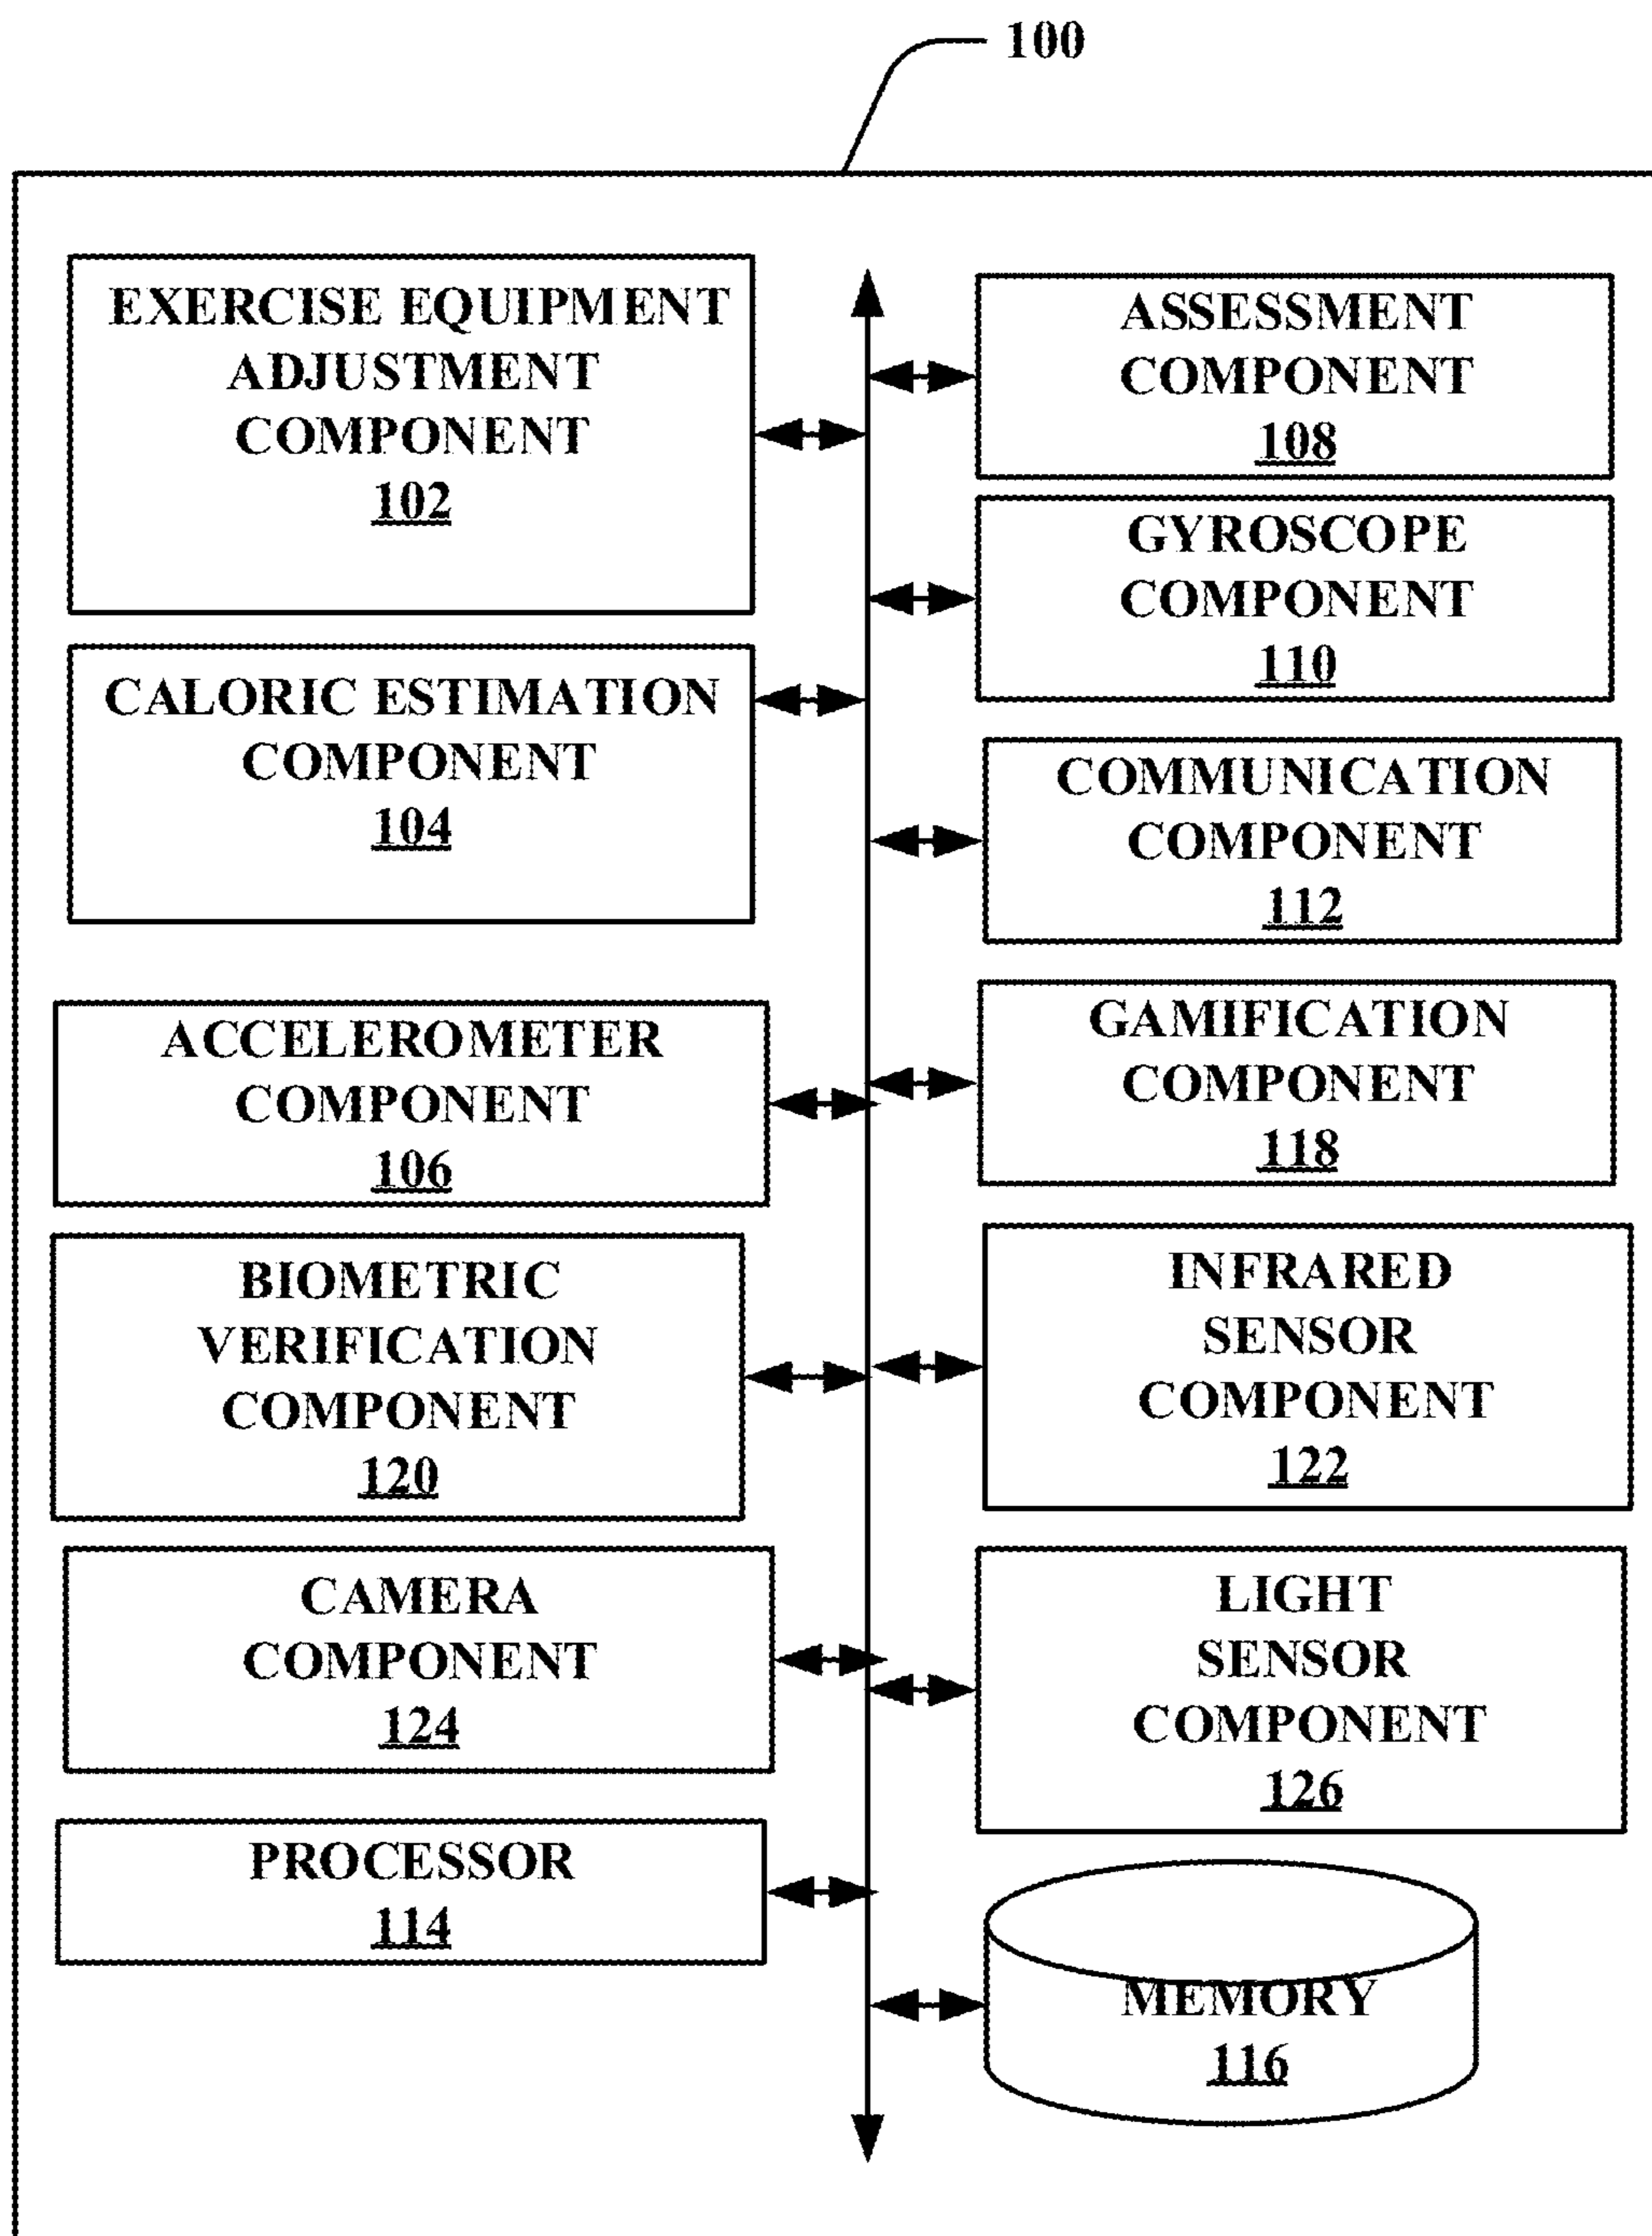 100
EXERCISE EQUIPMENT
ADJUSTMENT
COMPONENT
102
CALORIC ESTIMATION
COMPONENT
104
ACCELEROMETER
COMPONENT
106
BIOMETRIC
VERIFICATION
COMPONENT
120
CAMERA
COMPONENT
124
PROCESSOR
114
ASSESSMENT
COMPONENT
108
GYROSCOPE
COMPONENT
110
COMMUNICATION
COMPONENT
112
GAMIFICATION
COMPONENT
118
INFRARED
SENSOR
COMPONENT
122
LIGHT
SENSOR
COMPONENT
126
MEMORY
116